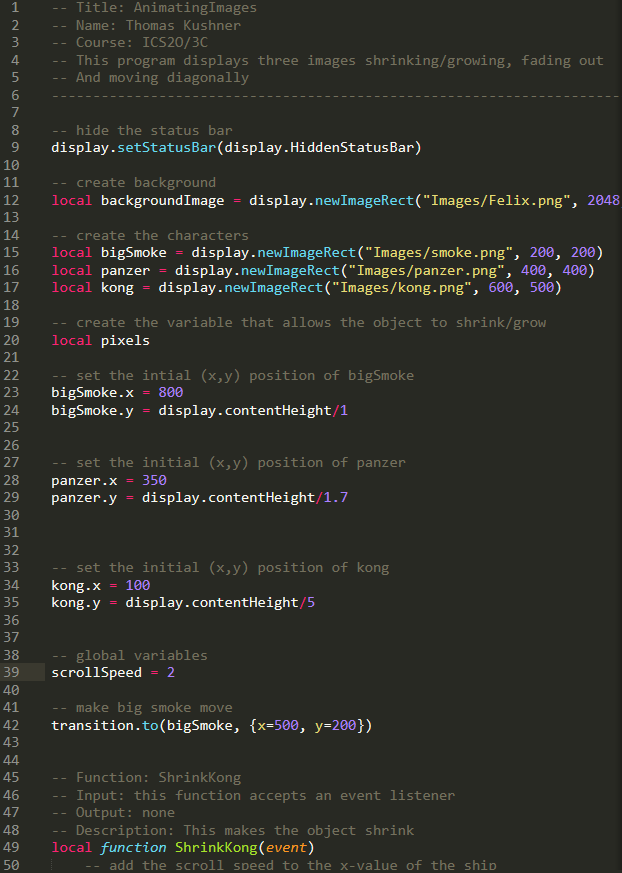 1 -- Title: AnimatingImages
2 -- Name: Thomas Kushner
3 -- Course: ICS2O/3C
4 -- This program displays three images shrinking/growing, fading out
5 -- And moving diagonally
6 ---------------------------------------------------------------------
7
8 -- hide the status bar
9 display.setStatusBar(display.HiddenStatusBar)
10
11 -- create background
12 local backgroundImage = display.newImageRect("Images/Felix.png", 2048
13
14 -- create the characters
15 local bigSmoke = display.newImageRect("Images/smoke.png", 200, 200)
16 local panzer = display.newImageRect("Images/panzer.png", 400, 400)
17 local kong = display.newImageRect("Images/kong.png", 600, 500)
18
19 -- create the variable that allows the object to shrink/grow
20 local pixels
21
22 -- set the intial (x,y) position of bigSmoke
23 bigSmoke.x = 800
24 bigSmoke.y = display.contentHeight/1
25
26
27 -- set the initial (x,y) position of panzer
28 panzer.x = 350
29 panzer.y = display.contentHeight/1.7
30
31
32
33 -- set the initial (x,y) position of kong
34 kong.x = 100
35 kong.y = display.contentHeight/5
36
37
38 -- global variables
39 scrollSpeed = 2
40
41 -- make big smoke move
42 transition.to(bigSmoke, {x=500, y=200})
43
44
45 -- Function: ShrinkKong
46 -- Input: this function accepts an event listener
47 -- Output: none
48 -- Description: This makes the object shrink
49 local function ShrinkKong(event)
50 -- add the scroll speed to the x-value of the ship